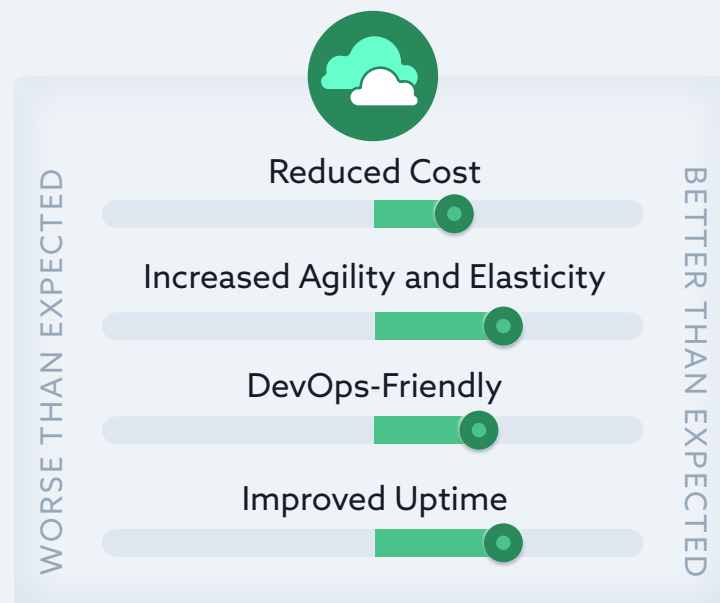 Reduced Cost
Increased Agility and Elasticity
DevOps-Friendly
Improved Uptime
WORSE THAN EXPECTED
BETTER THAN EXPECTED